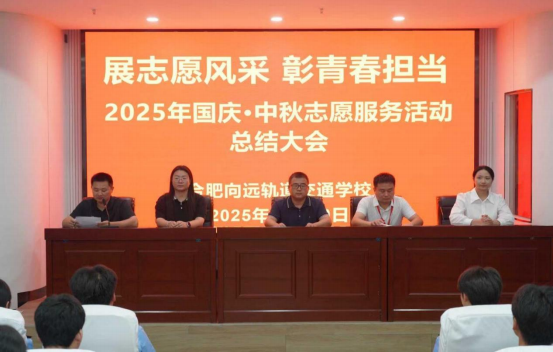 展志愿风采 彰青春担当
2025年国庆·中秋志愿服务活动
总结大会
合肥向远轨道交通学校
2025年